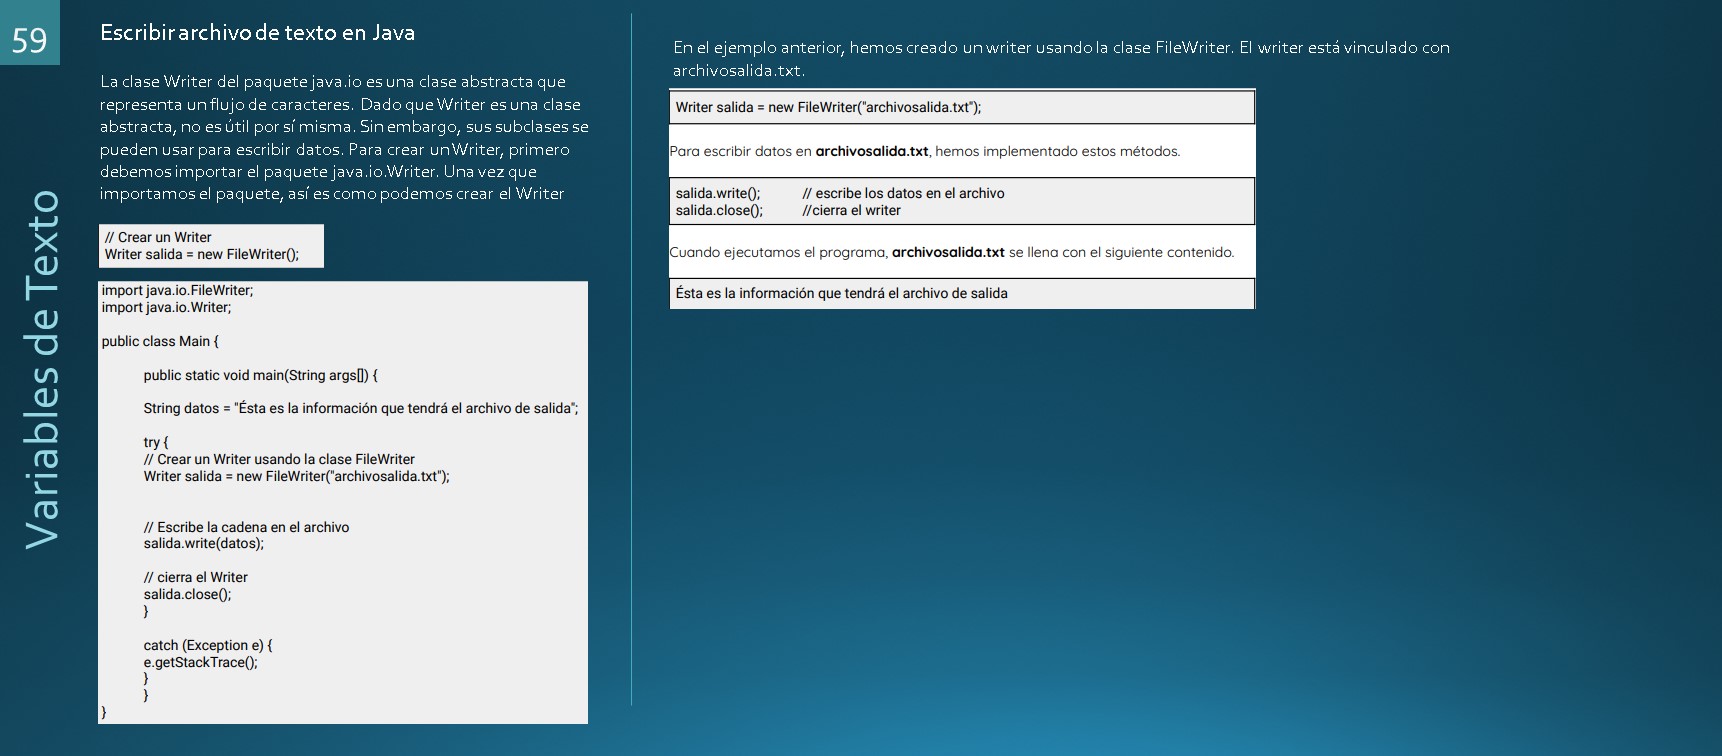 59
Variables de Texto
Escribir archivo de texto en Java
La clase Writer del paquete java.io es una clase abstracta que
representa un flujo de caracteres. Dado que Writer es una clase
abstracta, no es útil por sí misma. Sin embargo, sus subclases se
pueden usar para escribir datos. Para crear un Writer, primero
debemos importar el paquete java.io.Writer. Una vez que
importamos el paquete, así es como podemos crear el Writer
// Crear un Writer
Writer salida = new FileWriter();
import java.io.FileWriter;
import java.io.Writer;
public class Main {
public static void main(String args[]) {
String datos = "Ésta es la información que tendrá el archivo de salida";
try {
// Crear un Writer usando la clase FileWriter
Writer salida = new FileWriter("archivosalida.txt");
// Escribe la cadena en el archivo
salida.write(datos);
// cierra el Writer
salida.close();
}
catch (Exception e) {
e.getStackTrace();
}
}
}
En el ejemplo anterior, hemos creado un writer usando la clase FileWriter. El writer está vinculado con
archivosalida.txt.
Writer salida = new FileWriter("archivosalida.txt");
Para escribir datos en archivosalida.txt, hemos implementado estos métodos.
salida.write(); // escribe los datos en el archivo
salida.close(); //cierra el writer
Cuando ejecutamos el programa, archivosalida.txt se llena con el siguiente contenido.
Ésta es la información que tendrá el archivo de salida